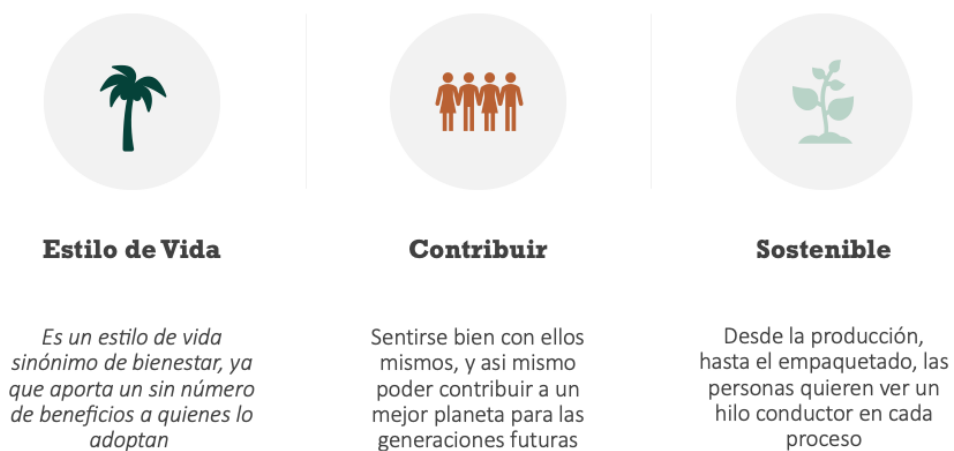 Estilo de Vida
Es un estilo de vida
sinónimo de bienestar, ya
que aporta un sin número
de beneficios a quienes lo
adoptan
Contribuir
Sentirse bien con ellos
mismos, y asi mismo
poder contribuir a un
mejor planeta para las
generaciones futuras
Sostenible
Desde la producción,
hasta el empaquetado, las
personas quieren ver un
hilo conductor en cada
proceso